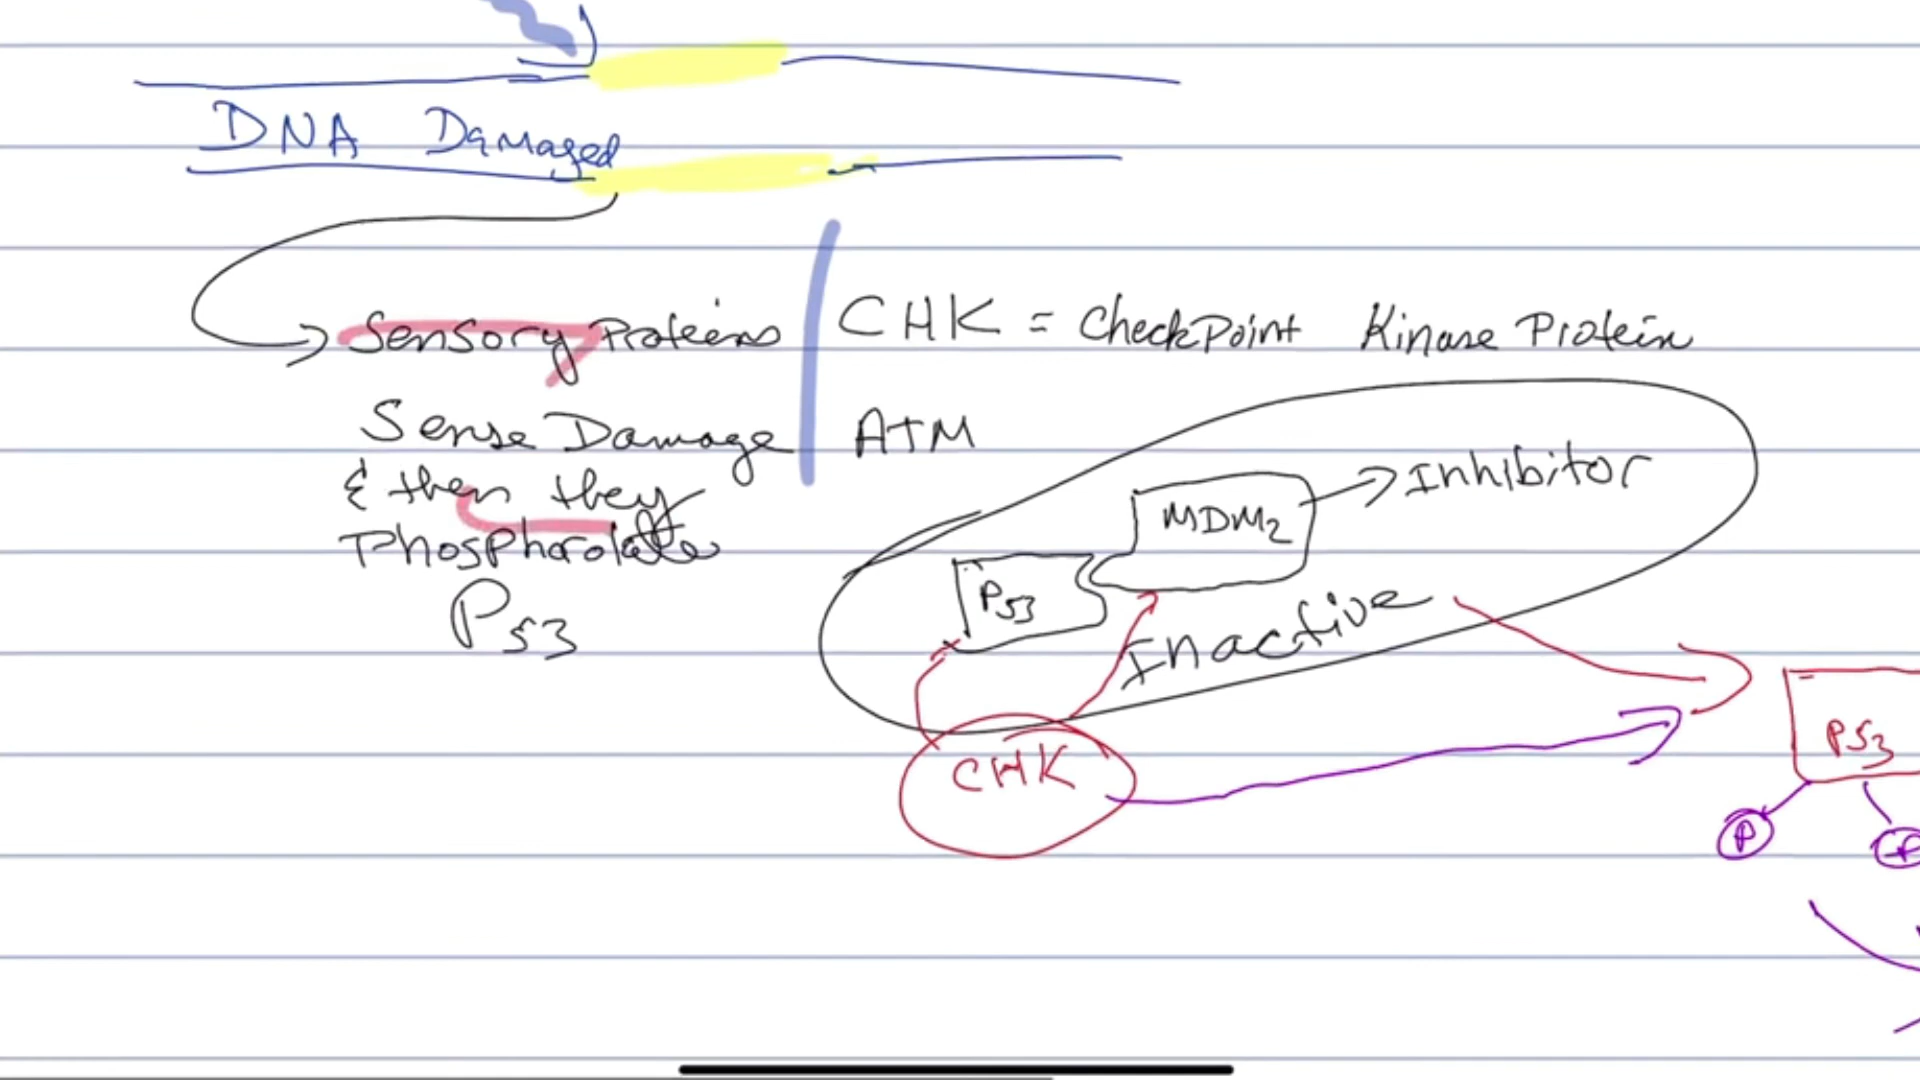 DNA Damaged
Sensory Proteins
CHK = CheckPoint Kinase Protein
Sense Damage
& then they
Phosphorolate
P53
ATM
MDM2
Inhibitor
P53
Inactive
CHK
P53
P
P